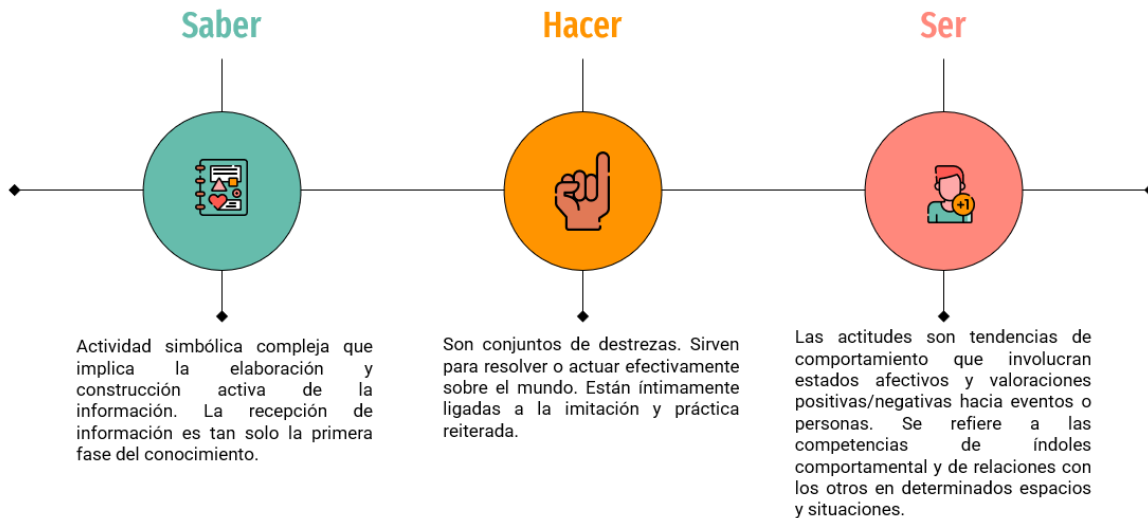 Saber
Hacer
Ser
+1
Actividad simbólica compleja que
implica la elaboración y
construcción activa de la
información. La recepción de
información es tan solo la primera
fase del conocimiento.
Son conjuntos de destrezas. Sirven
para resolver o actuar efectivamente
sobre el mundo. Están íntimamente
ligadas a la imitación y práctica
reiterada.
Las actitudes son tendencias de
comportamiento que involucran
estados afectivos y valoraciones
positivas/negativas hacia eventos o
personas. Se refiere a las
competencias de índoles
comportamental y de relaciones con
los otros en determinados espacios
y situaciones.